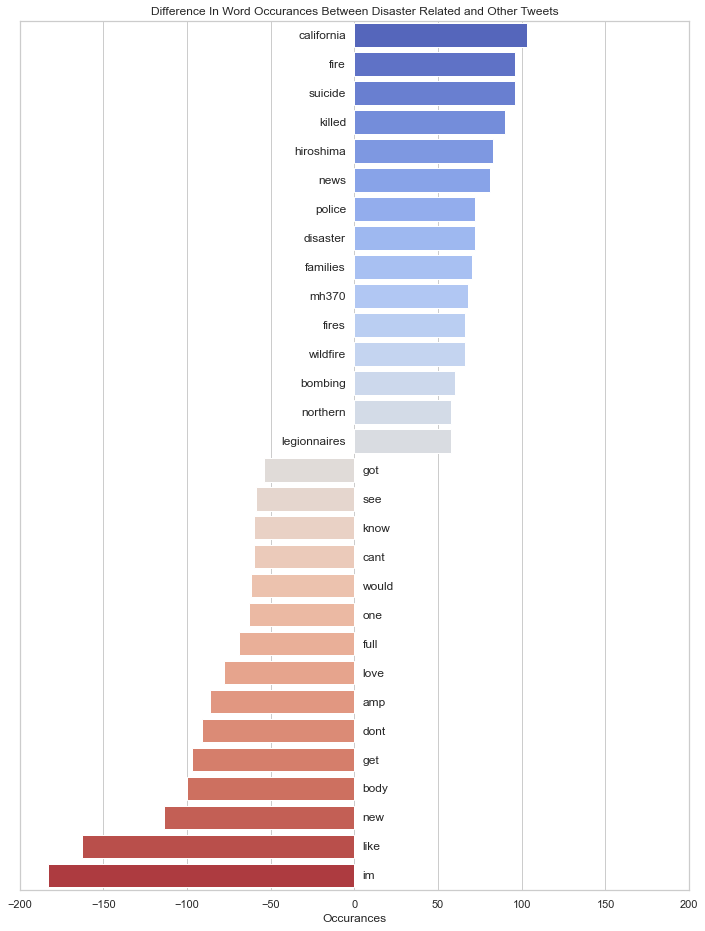 Difference In Word Occurances Between Disaster Related and Other Tweets
california
fire
suicide
killed
hiroshima
news
police
disaster
families
mh370
fires
wildfire
bombing
northern
legionnaires
got
see
know
cant
would
one
full
love
amp
dont
get
body
new
like
im
−200 −150 −100 −50 0 50 100 150 200
Occurances